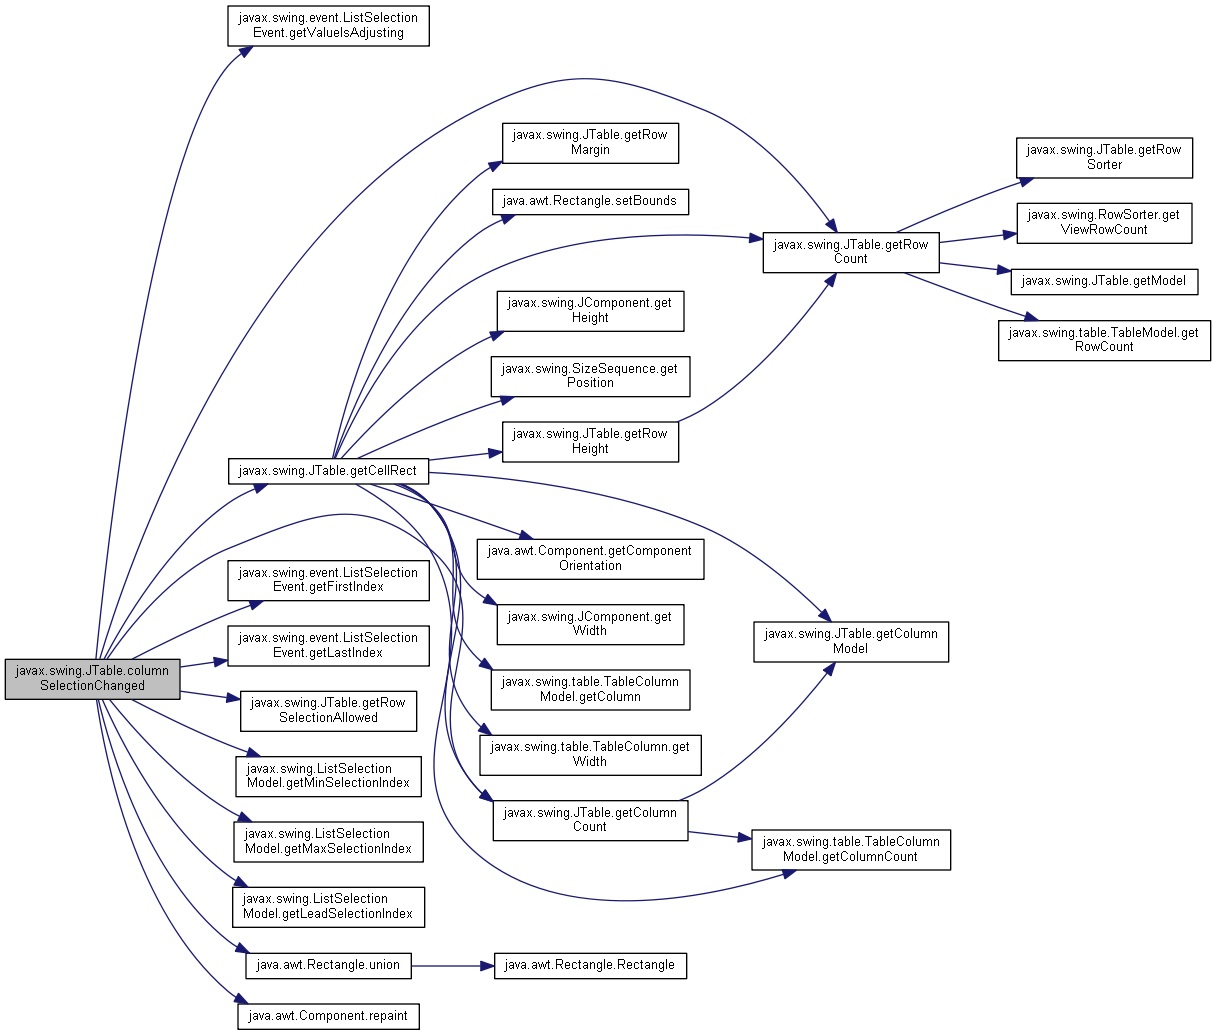 javax.swing.event.ListSelection
Event.getValueIsAdjusting
javax.swing.JTable.getRow
Margin
javax.swing.JTable.getRow
Sorter
java.awt.Rectangle.setBounds
javax.swing.RowSorter.get
ViewRowCount
javax.swing.JTable.getRow
Count
javax.swing.JTable.getModel
javax.swing.JComponent.get
Height
javax.swing.table.TableModel.get
RowCount
javax.swing.SizeSequence.get
Position
javax.swing.JTable.getRow
Height
javax.swing.JTable.getCellRect
java.awt.Component.getComponent
Orientation
javax.swing.event.ListSelection
Event.getFirstIndex
javax.swing.JComponent.get
Width
javax.swing.JTable.getColumn
Model
javax.swing.event.ListSelection
Event.getLastIndex
javax.swing.JTable.column
SelectionChanged
javax.swing.table.TableColumn
Model.getColumn
javax.swing.JTable.getRow
SelectionAllowed
javax.swing.table.TableColumn.get
Width
javax.swing.ListSelection
Model.getMinSelectionIndex
javax.swing.JTable.getColumn
Count
javax.swing.ListSelection
Model.getMaxSelectionIndex
javax.swing.table.TableColumn
Model.getColumnCount
javax.swing.ListSelection
Model.getLeadSelectionIndex
java.awt.Rectangle.union
java.awt.Rectangle.Rectangle
java.awt.Component.repaint